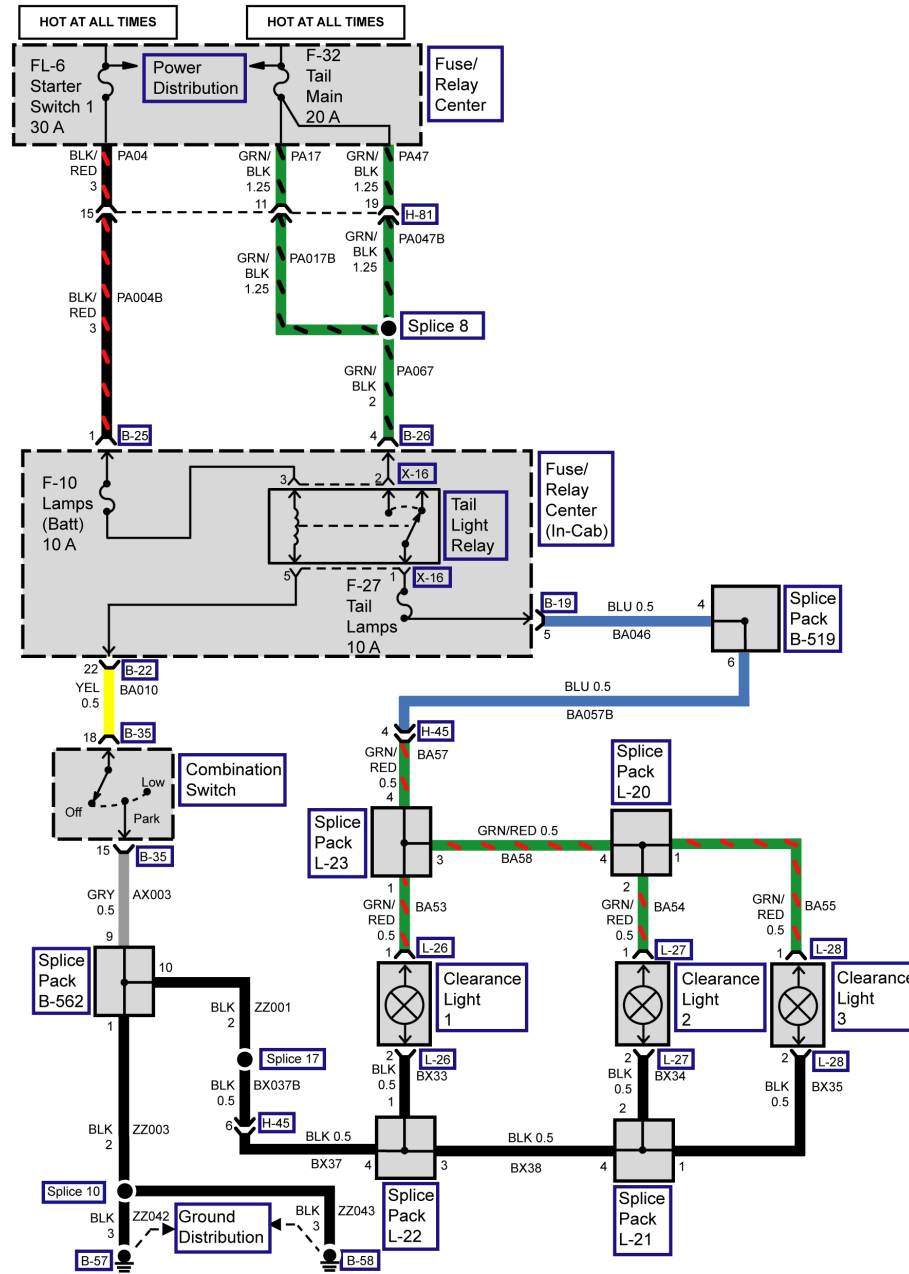 HOT AT ALL TIMES
HOT AT ALL TIMES
FL-6
Starter
Switch 1
30 A
Power
Distribution
F-32
Tail
Main
20 A
Fuse/
Relay
Center
BLK/
RED
3
PA04
GRN/
BLK
1.25
PA17
GRN/
BLK
1.25
PA47
15
11
19
H-81
BLK/
RED
3
PA004B
GRN/
BLK
1.25
PA017B
GRN/
BLK
1.25
PA047B
Splice 8
GRN/
BLK
2
PA067
1
B-25
4
B-26
F-10
Lamps
(Batt)
10 A
3
2
X-16
Tail
Light
Relay
Fuse/
Relay
Center
(In-Cab)
5
1
X-16
F-27
Tail
Lamps
10 A
B-19
5
BLU 0.5
BA046
4
6
Splice
Pack
B-519
22
B-22
YEL
0.5
BA010
18
B-35
BLU 0.5
BA057B
4
H-45
Off
Low
Park
Combination
Switch
GRN/
RED
0.5
BA57
4
Splice
Pack
L-23
3
1
GRN/RED 0.5
BA58
Splice
Pack
L-20
4
1
2
15
B-35
GRY
0.5
AX003
GRN/
RED
0.5
BA53
GRN/
RED
0.5
BA54
GRN/
RED
0.5
BA55
9
Splice
Pack
B-562
10
1
1
L-26
1
L-27
1
L-28
Clearance
Light
1
Clearance
Light
2
Clearance
Light
3
BLK
2
ZZ001
Splice 17
BLK
0.5
BX037B
6
H-45
2
L-26
BLK
0.5
BX33
1
2
L-27
BLK
0.5
BX34
2
2
L-28
BLK
0.5
BX35
BLK
2
ZZ003
BLK 0.5
BX37
4
3
BLK 0.5
BX38
4
1
Splice
Pack
L-22
Splice
Pack
L-21
Splice 10
BLK
3
ZZ042
Ground
Distribution
BLK
3
ZZ043
B-57
B-58